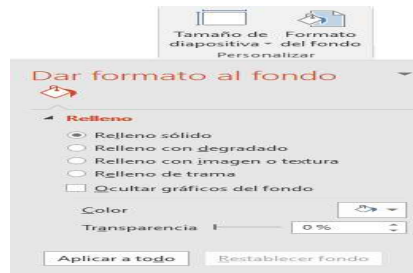 Tamaño de Formato
diapositiva del fondo
Personalizar
Dar formato al fondo
Relleno
Relleno sólido
Relleno con degradado
Relleno con imagen o textura
Relleno de trama
Ocultar gráficos del fondo
Color
Transparencia 0 %
Aplicar a todo Restablecer fondo